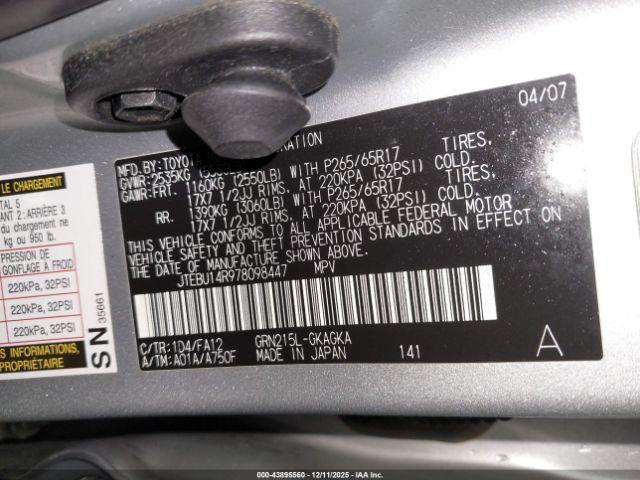 04/07
MFD.BY:TOYOTA
GVWR:2535KG
GAWR:FRT. 1160KG (2550LB) WITH P265/65R17 TIRES,
17X7 1/2JJ RIMS, AT 220KPA (32PSI) COLD.
RR. 1390KG (3060LB) WITH P265/65R17 TIRES,
17X7 1/2JJ RIMS, AT 220KPA (32PSI) COLD.
THIS VEHICLE CONFORMS TO ALL APPLICABLE FEDERAL MOTOR
VEHICLE SAFETY AND THEFT PREVENTION STANDARDS IN EFFECT ON
THE DATE OF MANUFACTURE SHOWN ABOVE.
JTEBU14R978098447 MPV
C/TR:1D4/FA12 GRN215L-GKAGKA
A/TM:A01A/A750F MADE IN JAPAN 141 A
LE CHARGEMENT
TAL 5
ANT 2:ARRIÈRE 3
du chargement ne
kg ou 950 lb.
PRESSION DE
GONFLAGE À FROID
220kPa, 32PSI
220kPa, 32PSI
220kPa, 32PSI
S INFORMATIONS,
SN 35661
000-43895560 - 12/11/2025 - IAA Inc.